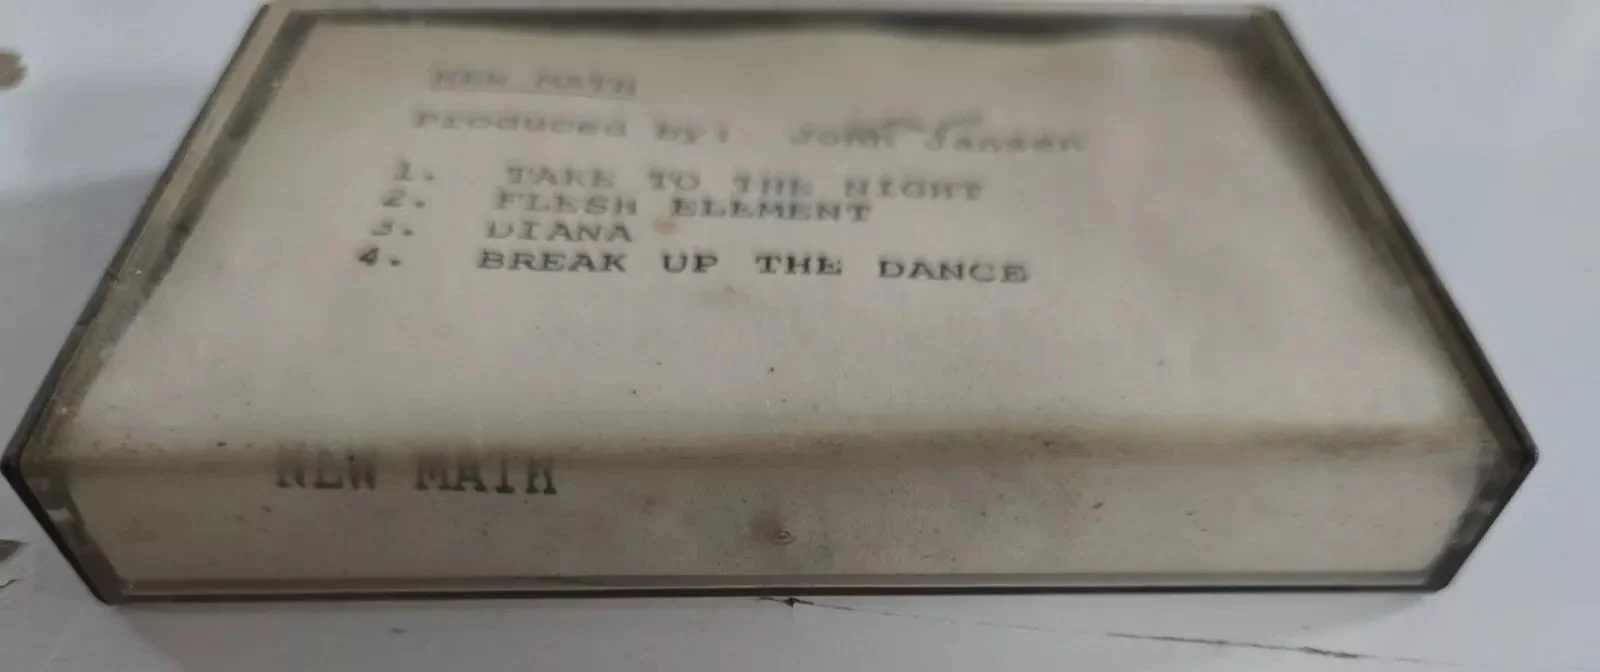 NEW MATH
Produced by: John Jansen
1. TAKE TO THE NIGHT
2. FLESH ELEMENT
3. DIANA
4. BREAK UP THE DANCE
NEW MATH